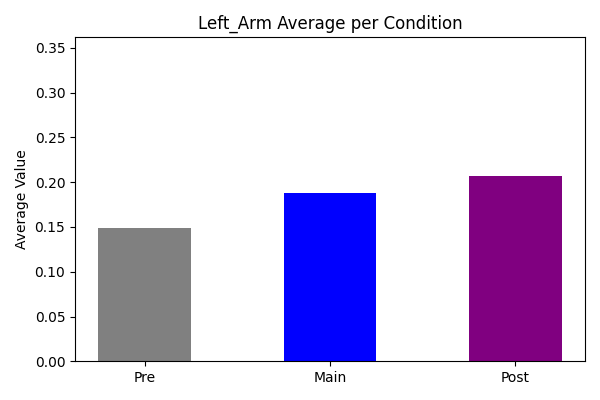 Left_Arm Average per Condition
Average Value
0.35
0.30
0.25
0.20
0.15
0.10
0.05
0.00
Pre
Main
Post